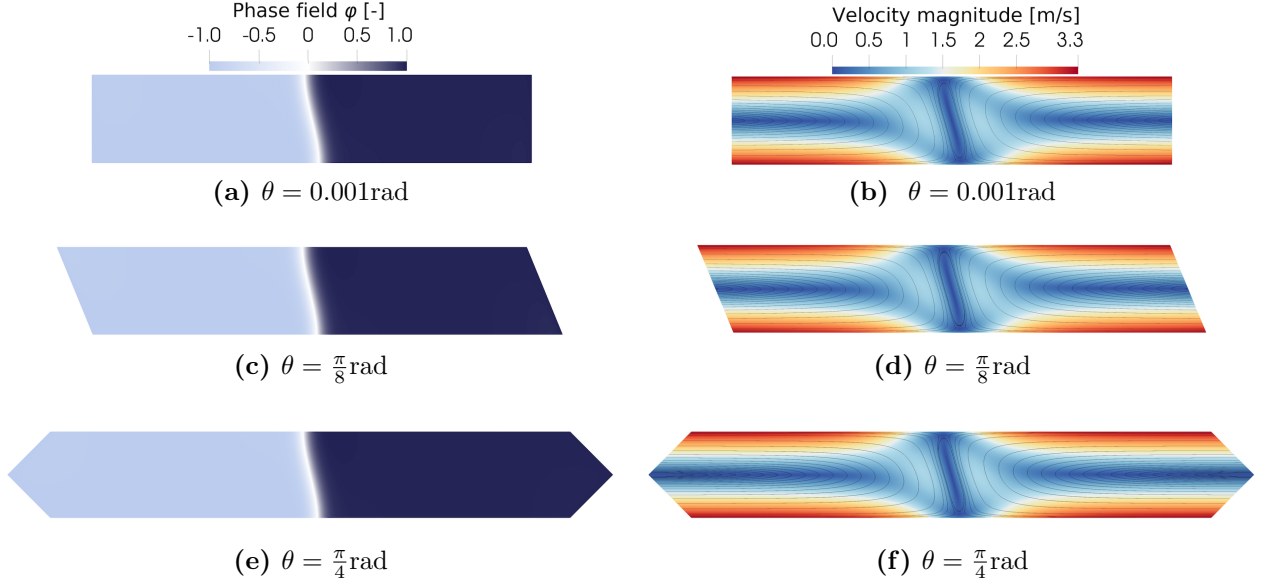 Phase field φ [-]
-1.0 -0.5 0 0.5 1.0
Velocity magnitude [m/s]
0.0 0.5 1 1.5 2 2.5 3.3
(a) θ = 0.001rad
(b) θ = 0.001rad
(c) θ = π/8 rad
(d) θ = π/8 rad
(e) θ = π/4 rad
(f) θ = π/4 rad